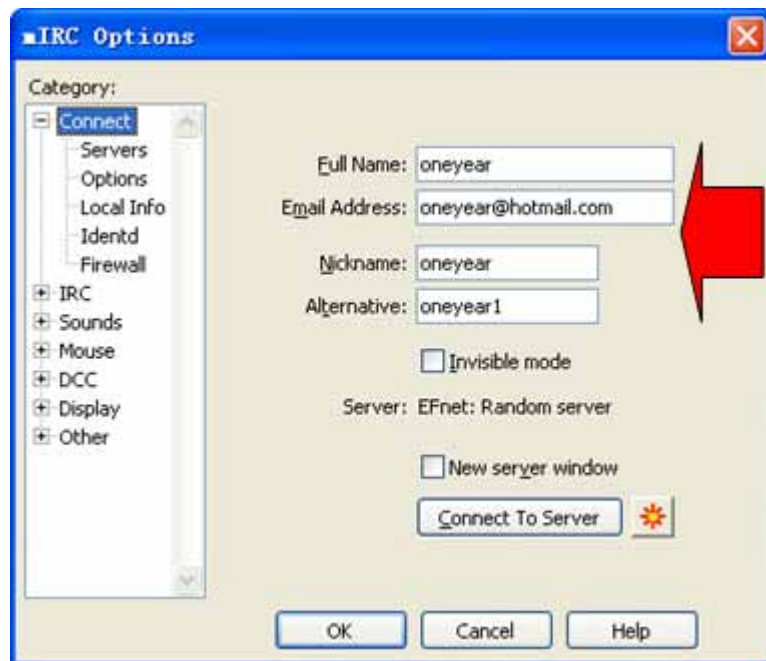 mIRC Options
Category:
Connect
Servers
Options
Local Info
Identd
Firewall
IRC
Sounds
Mouse
DCC
Display
Other
Full Name: oneyear
Email Address: oneyear@hotmail.com
Nickname: oneyear
Alternative: oneyear1
Invisible mode
Server: EFnet: Random server
New server window
Connect To Server
OK Cancel Help